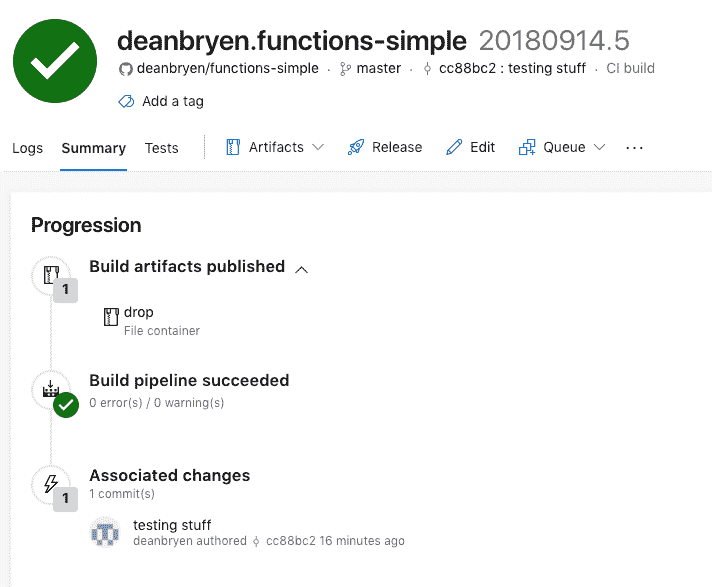 deanbryen.functions-simple 20180914.5
deanbryen/functions-simple · master · cc88bc2 : testing stuff · CI build
Add a tag
Logs Summary Tests Artifacts Release Edit Queue ...
Progression
Build artifacts published
1
drop
File container
Build pipeline succeeded
0 error(s) / 0 warning(s)
Associated changes
1 commit(s)
1
testing stuff
deanbryen authored cc88bc2 16 minutes ago